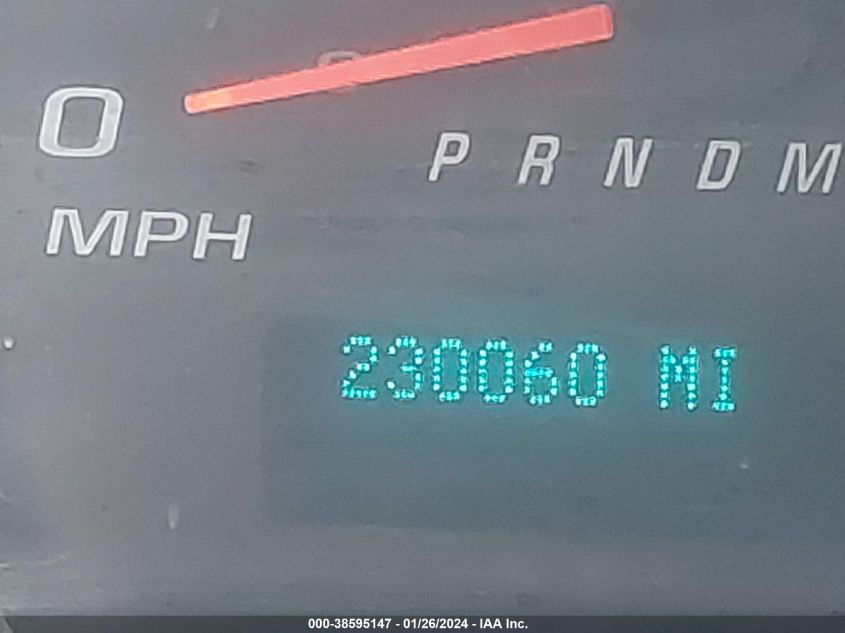 0
P R N D M
MPH
230060 MI
000-38595147 - 01/26/2024 - IAA Inc.